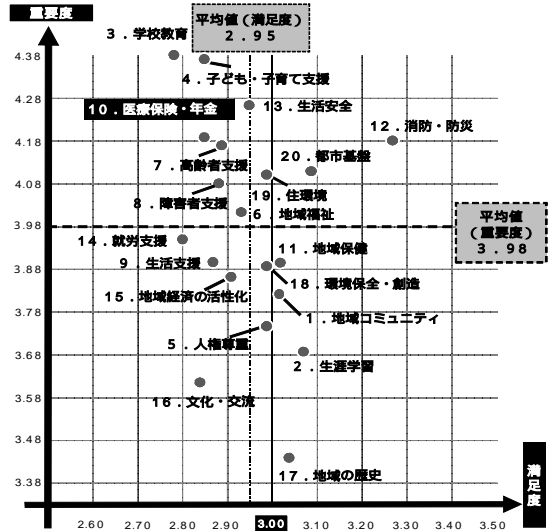 重要度
平均値（満足度）
２．９５
３．学校教育
4.38
４．子ども・子育て支援
4.28
１０．医療保険・年金
１３．生活安全
１２．消防・防災
4.18
２０．都市基盤
７．高齢者支援
4.08
８．障害者支援
１９．住環境
６．地域福祉
平均値
（重要度）
３．９８
3.98
１４．就労支援
１１．地域保健
９．生活支援
3.88
１８．環境保全・創造
１５．地域経済の活性化
3.78
１．地域コミュニティ
５．人権尊重
3.68
２．生涯学習
3.58
１６．文化・交流
3.48
１７．地域の歴史
3.38
満足度
2.60 2.70 2.80 2.90 3.00 3.10 3.20 3.30 3.40 3.50